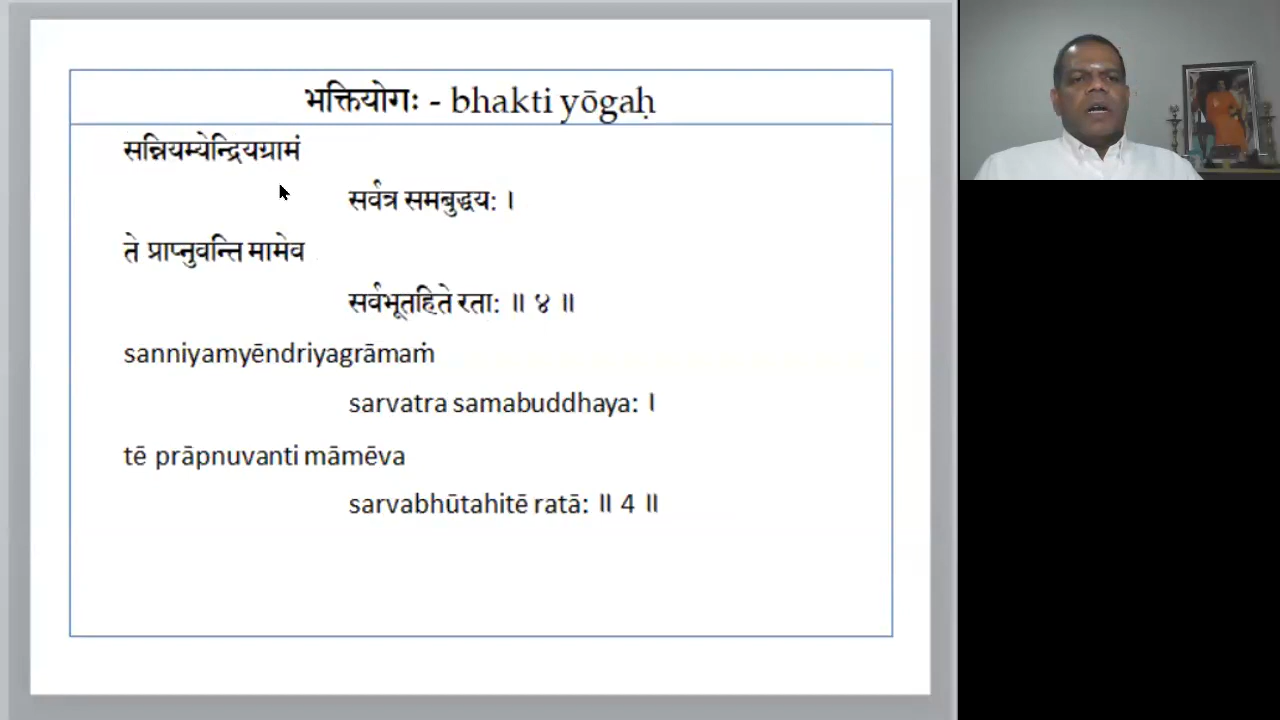 भक्तियोगः - bhakti yōgaḥ
सन्नियम्येन्द्रियग्रामं
सर्वत्र समबुद्धय: ।
ते प्राप्नुवन्ति मामेव
सर्वभूतहिते रता: ॥ ४ ॥
sanniyamyēndriyagrāmaṁ
sarvatra samabuddhaya: ।
tē prāpnuvanti māmēva
sarvabhūtahitē ratā: ॥ 4 ॥